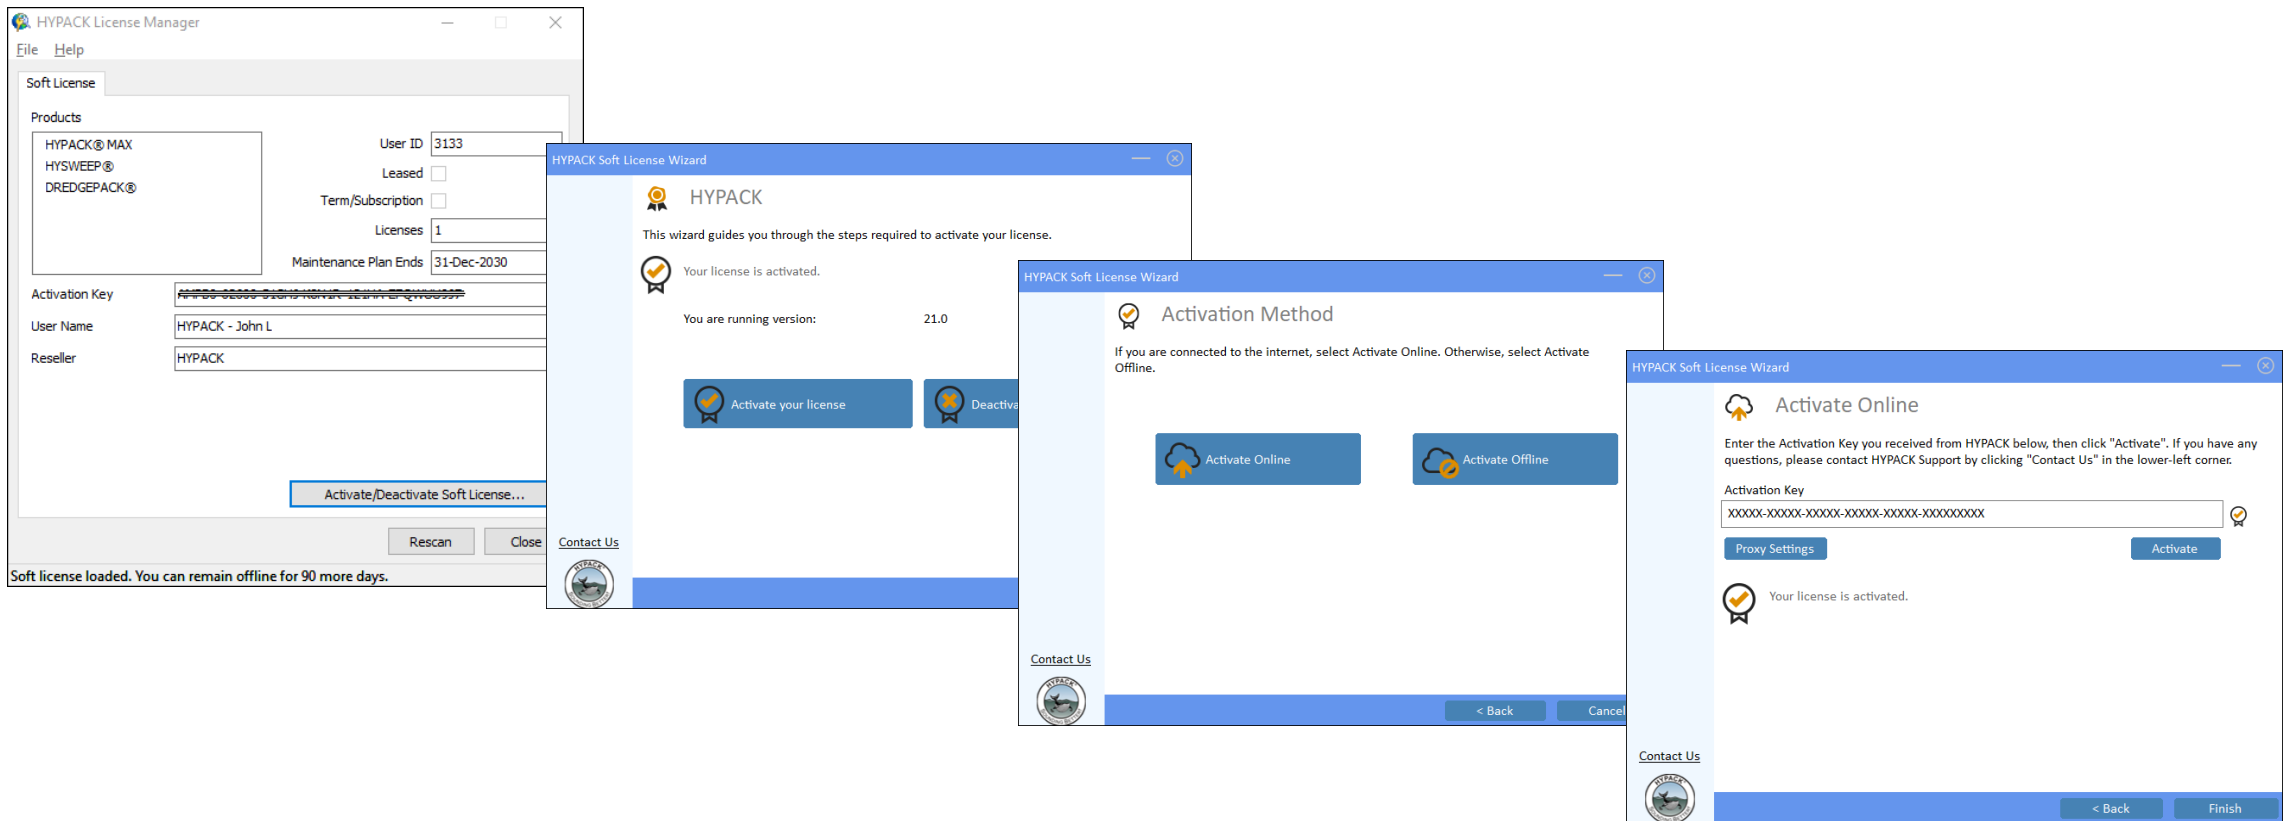 HYPACK License Manager
File Help
Soft License
Products
HYPACK® MAX
HYSWEEP®
DREDGEPACK®
User ID 3133
Leased
Term/Subscription
Licenses 1
Maintenance Plan Ends 31-Dec-2030
Activation Key
User Name HYPACK - John L
Reseller HYPACK
Activate/Deactivate Soft License...
Rescan Close
Soft license loaded. You can remain offline for 90 more days.
HYPACK Soft License Wizard
HYPACK
This wizard guides you through the steps required to activate your license.
Your license is activated.
You are running version: 21.0
Activate your license Deactiva
Contact Us
HYPACK
SOUNDING BETTER!
HYPACK Soft License Wizard
Activation Method
If you are connected to the internet, select Activate Online. Otherwise, select Activate
Offline.
Activate Online Activate Offline
Contact Us
HYPACK
SOUNDING BETTER!
< Back Cancel
HYPACK Soft License Wizard
Activate Online
Enter the Activation Key you received from HYPACK below, then click "Activate". If you have any
questions, please contact HYPACK Support by clicking "Contact Us" in the lower-left corner.
Activation Key
XXXXX-XXXXX-XXXXX-XXXXX-XXXXX-XXXXXXXXX
Proxy Settings Activate
Your license is activated.
Contact Us
HYPACK
< Back Finish